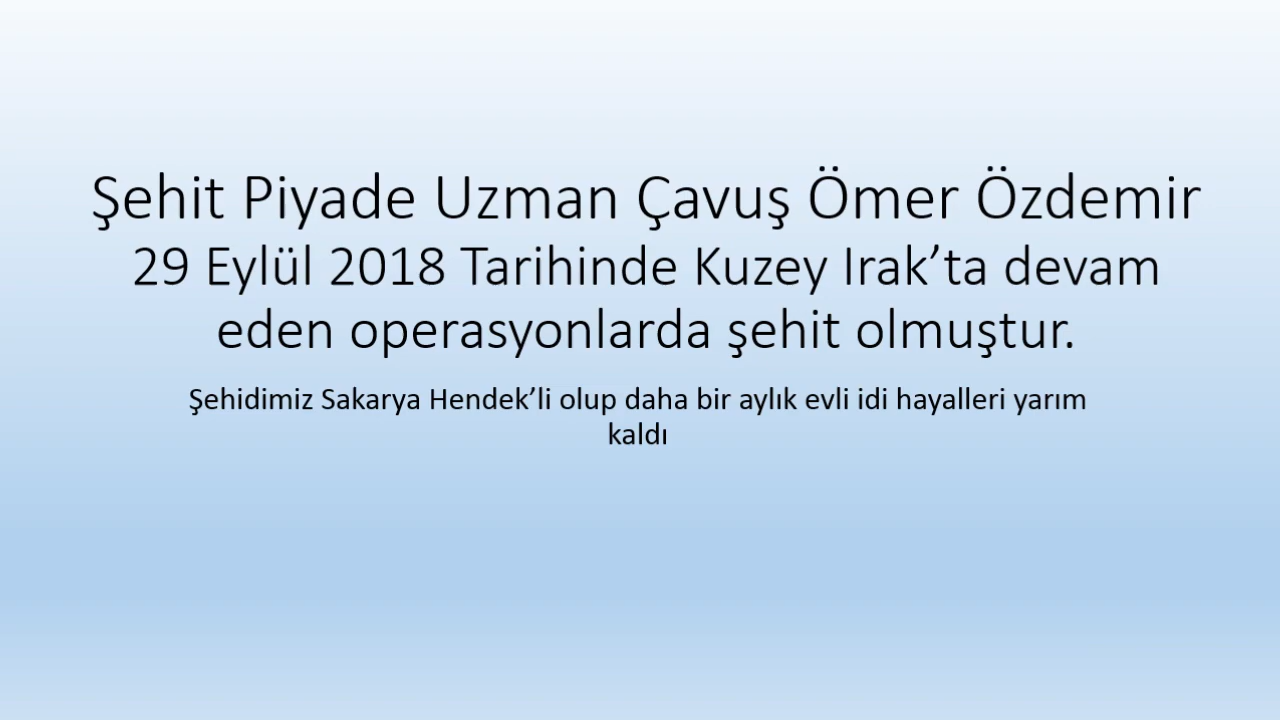 Şehit Piyade Uzman Çavuş Ömer Özdemir
29 Eylül 2018 Tarihinde Kuzey Irak’ta devam
eden operasyonlarda şehit olmuştur.
Şehidimiz Sakarya Hendek’li olup daha bir aylık evli idi hayalleri yarım
kaldı